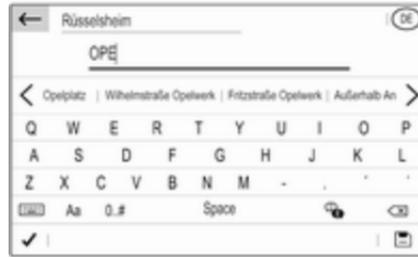 Rüsselsheim DE
OPE
Opelplatz | Wilhelmstraße Opelwerk | Fritzstraße Opelwerk | Außerhalb An
Q W E R T Y U I O P
A S D F G H J K L
Z X C V B N M - . ' ´
Aa 0..# Space